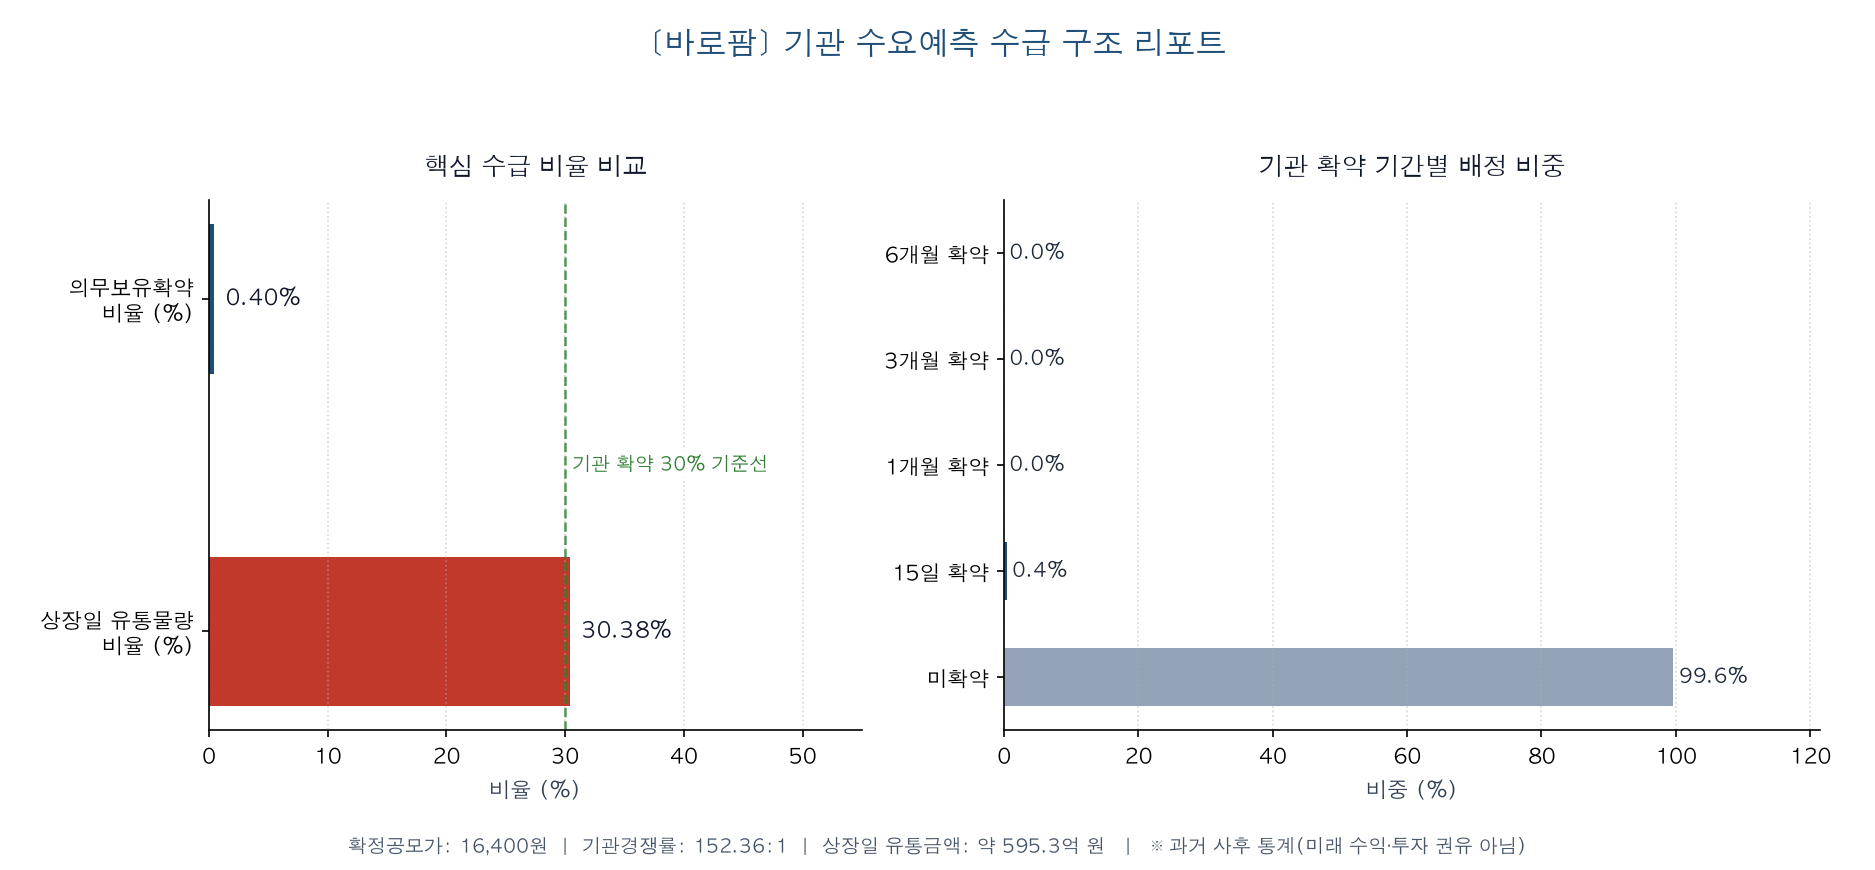 〔바로팜〕 기관 수요예측 수급 구조 리포트
핵심 수급 비율 비교
의무보유확약
비율 (%)
0.40%
기관 확약 30% 기준선
상장일 유통물량
비율 (%)
30.38%
0 10 20 30 40 50
비율 (%)
기관 확약 기간별 배정 비중
6개월 확약 0.0%
3개월 확약 0.0%
1개월 확약 0.0%
15일 확약 0.4%
미확약 99.6%
0 20 40 60 80 100 120
비중 (%)
확정공모가: 16,400원 | 기관경쟁률: 152.36:1 | 상장일 유통금액: 약 595.3억 원 | ※ 과거 사후 통계(미래 수익·투자 권유 아님)